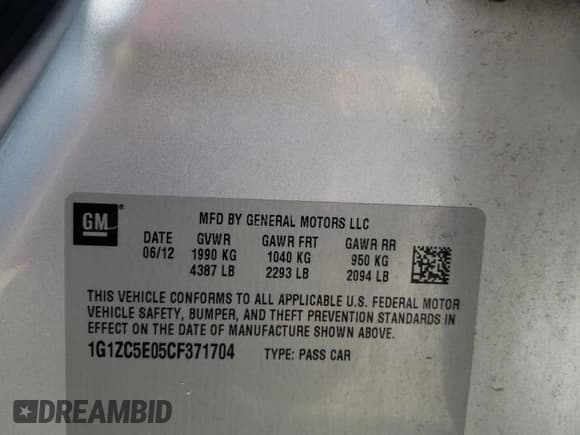 GM
®
MFD BY GENERAL MOTORS LLC
DATE GVWR GAWR FRT GAWR RR
06/12 1990 KG 1040 KG 950 KG
4387 LB 2293 LB 2094 LB
THIS VEHICLE CONFORMS TO ALL APPLICABLE U.S. FEDERAL MOTOR
VEHICLE SAFETY, BUMPER, AND THEFT PREVENTION STANDARDS IN
EFFECT ON THE DATE OF MANUFACTURE SHOWN ABOVE.
1G1ZC5E05CF371704 TYPE: PASS CAR
DREAMBID